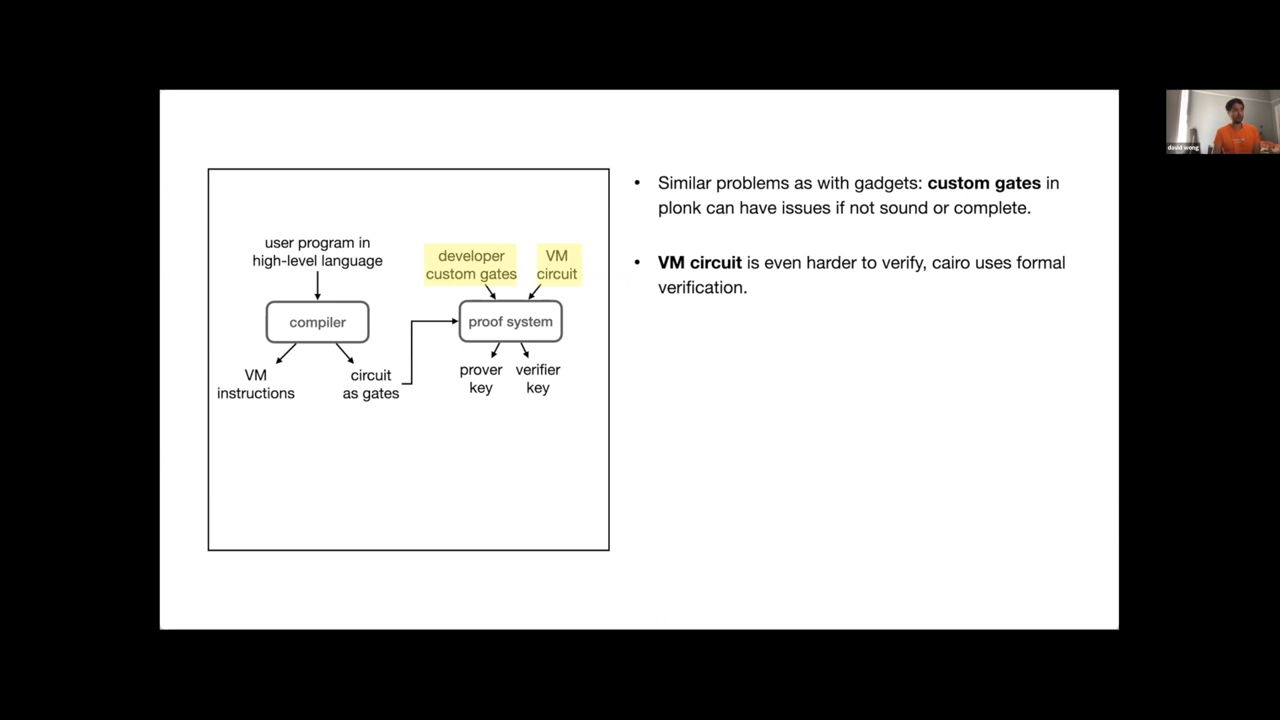 user program in
high-level language
compiler
VM
instructions
circuit
as gates
developer
custom gates
VM
circuit
proof system
prover
key
verifier
key
• Similar problems as with gadgets: custom gates in
plonk can have issues if not sound or complete.
• VM circuit is even harder to verify, cairo uses formal
verification.
david wong